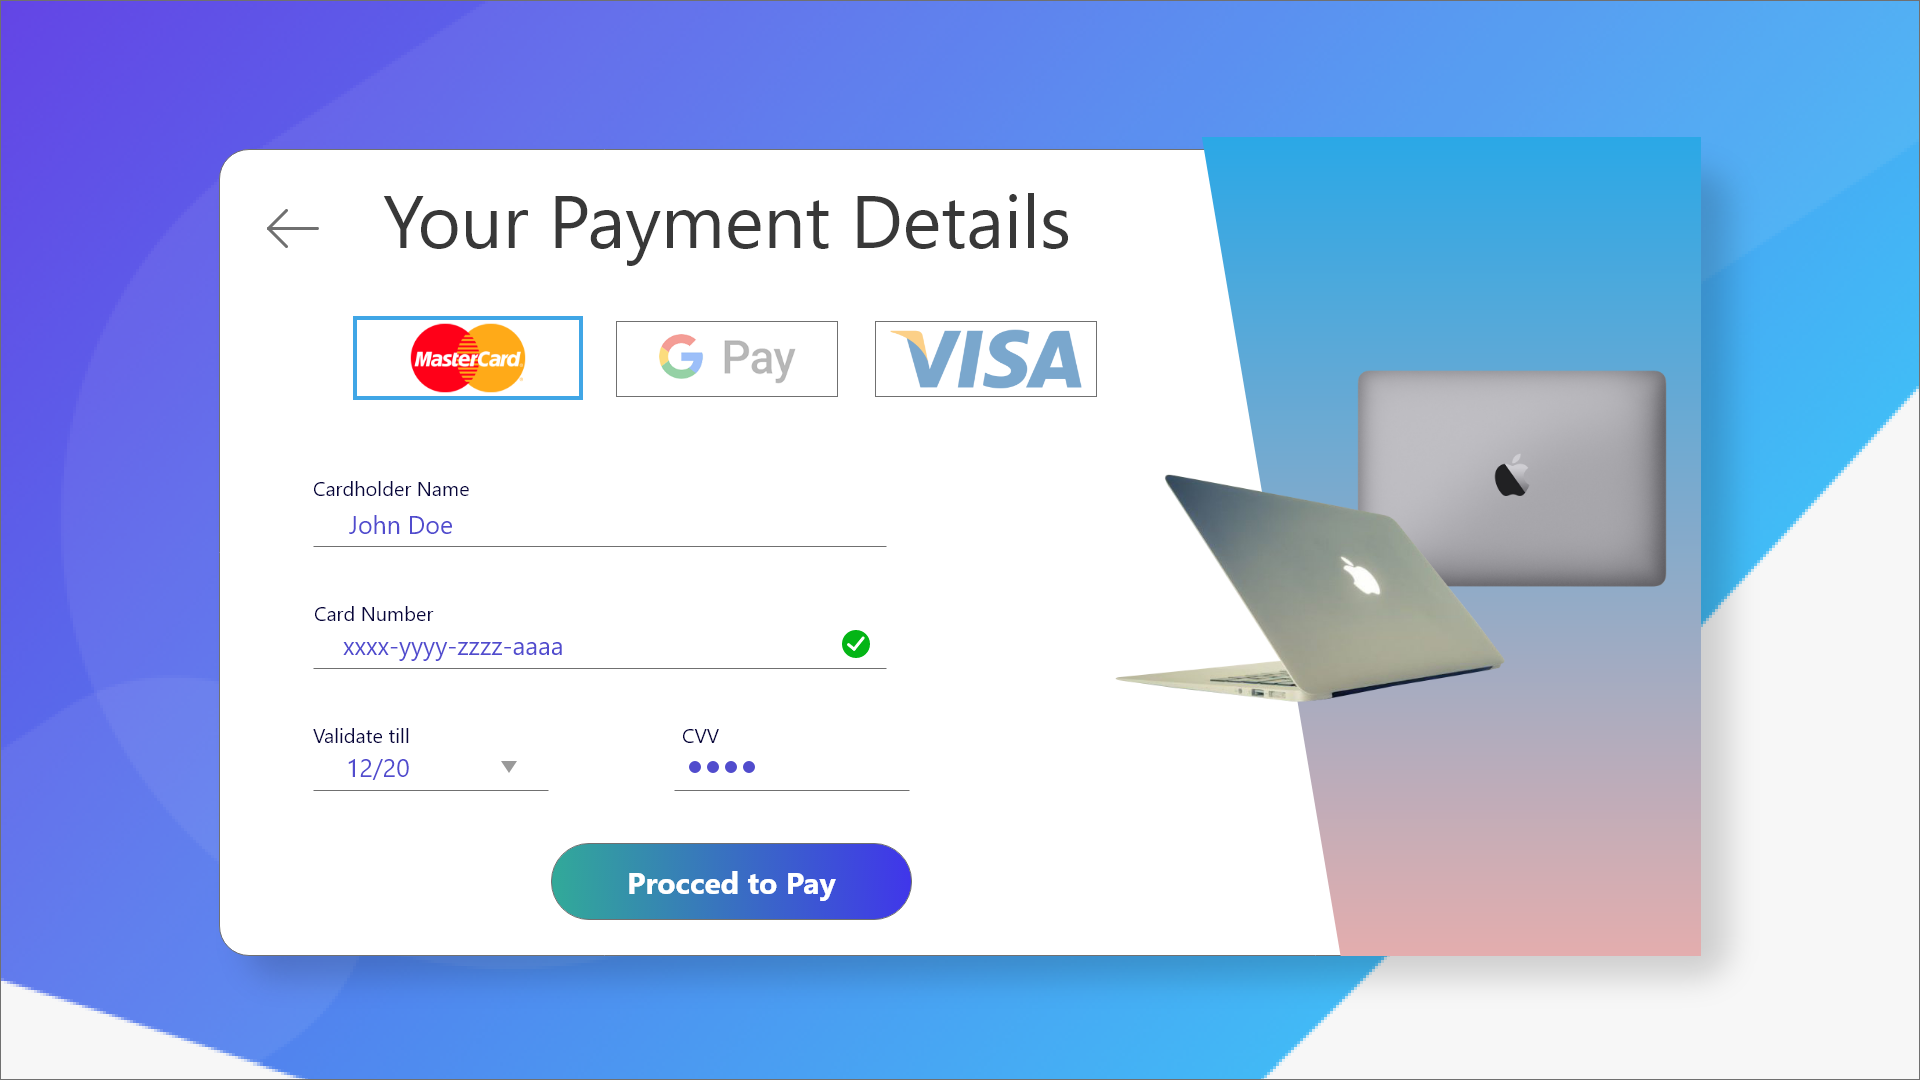 Your Payment Details
MasterCard
G Pay
VISA
Cardholder Name
John Doe
Card Number
xxxx-yyyy-zzzz-aaaa
Validate till
CVV
12/20
Procced to Pay